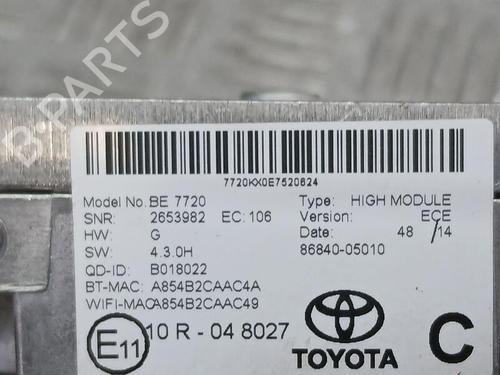 B-PARTS
7720KX0E7520824
Model No. BE 7720 Type: HIGH MODULE
SNR: 2653982 EC: 106 Version: ECE
HW: G Date: 48 /14
SW: 4.3.0H 86840-05010
QD-ID: B018022
BT-MAC: A854B2CAAC4A
WIFI-MAC A854B2CAAC49
E11 10 R - 04 8027
TOYOTA C